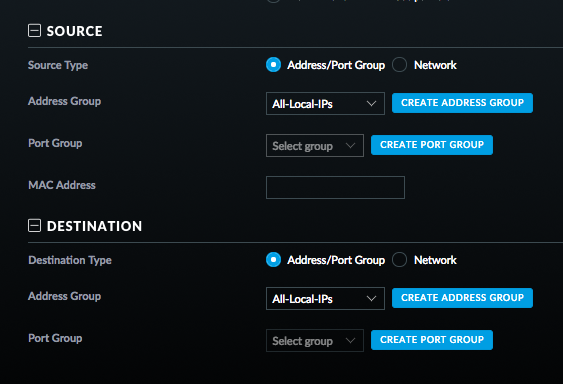 SOURCE
Source Type Address/Port Group Network
Address Group All-Local-IPs CREATE ADDRESS GROUP
Port Group Select group CREATE PORT GROUP
MAC Address
DESTINATION
Destination Type Address/Port Group Network
Address Group All-Local-IPs CREATE ADDRESS GROUP
Port Group Select group CREATE PORT GROUP